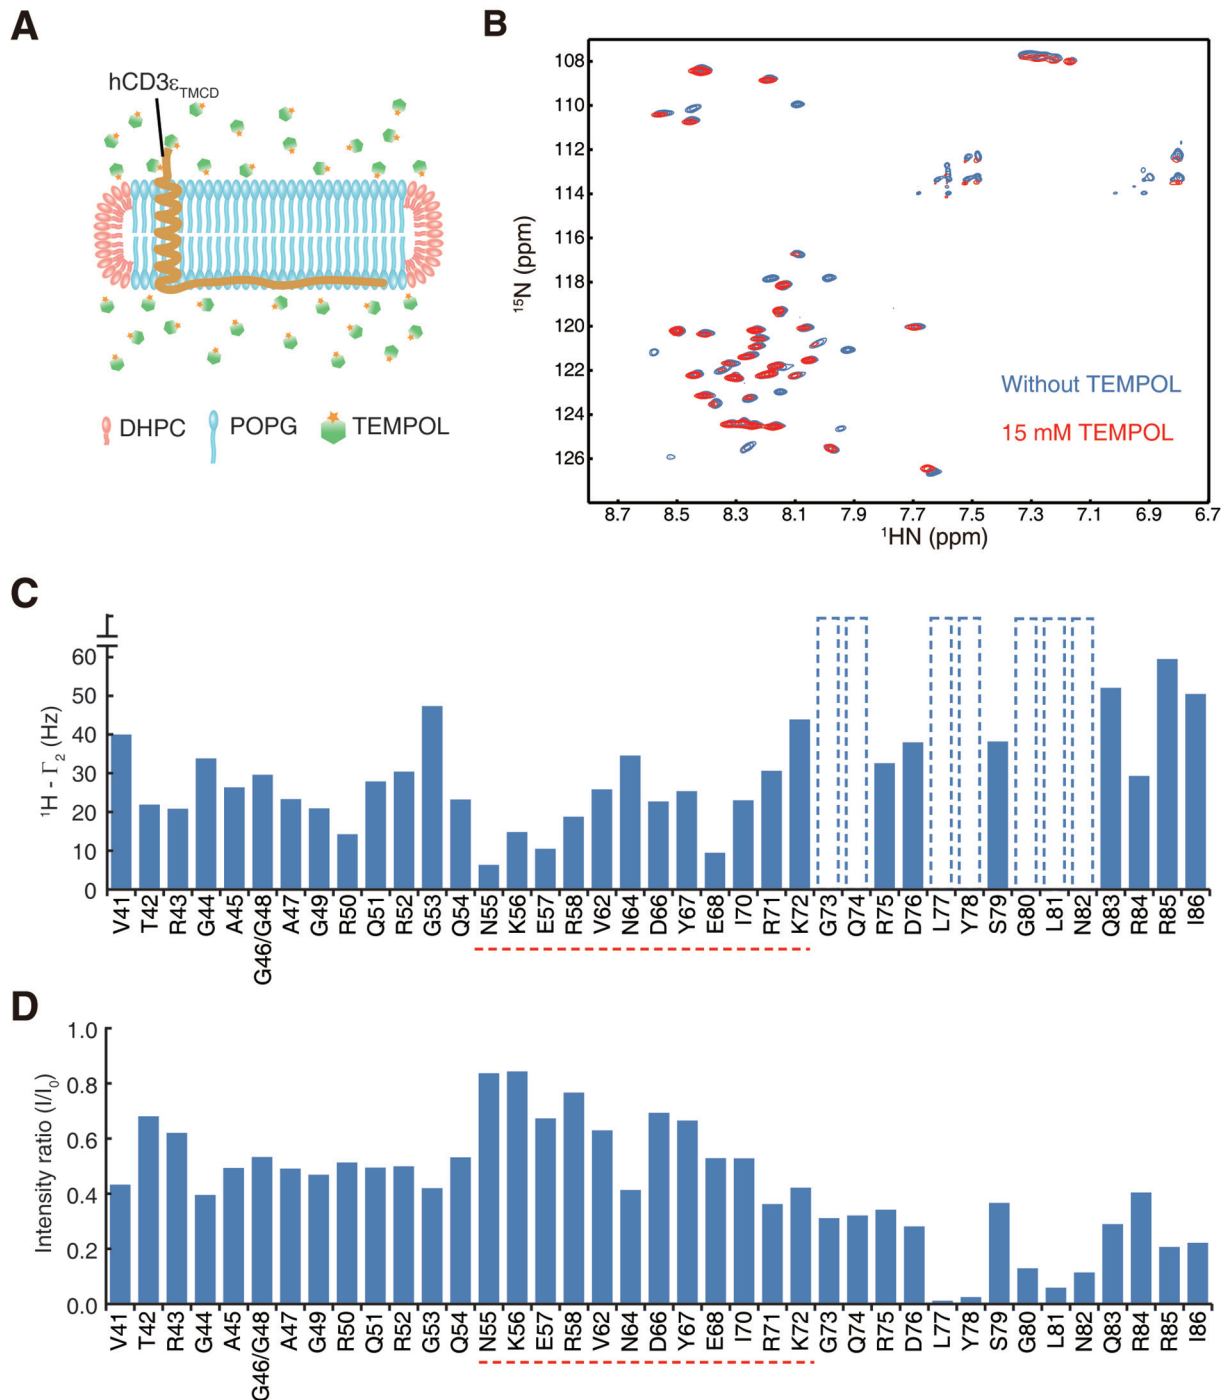 A
hCD3εTMCD
DHPC
POPG
TEMPOL
B
108
110
112
114
116
118
120
122
124
126
15N (ppm)
Without TEMPOL
15 mM TEMPOL
8.7 8.5 8.3 8.1 7.9 7.7 7.5 7.3 7.1 6.9 6.7
1HN (ppm)
C
60
50
40
30
20
10
0
1H - Γ2 (Hz)
V41 T42 R43 G44 A45 G46/G48 A47 G49 R50 Q51 R52 G53 Q54 N55 K56 E57 R58 V62 N64 D66 Y67 E68 I70 R71 K72 G73 Q74 R75 D76 L77 Y78 S79 G80 L81 N82 Q83 R84 R85 I86
D
1.0
0.8
0.6
0.4
0.2
0.0
Intensity ratio (I/I0)
V41 T42 R43 G44 A45 G46/G48 A47 G49 R50 Q51 R52 G53 Q54 N55 K56 E57 R58 V62 N64 D66 Y67 E68 I70 R71 K72 G73 Q74 R75 D76 L77 Y78 S79 G80 L81 N82 Q83 R84 R85 I86